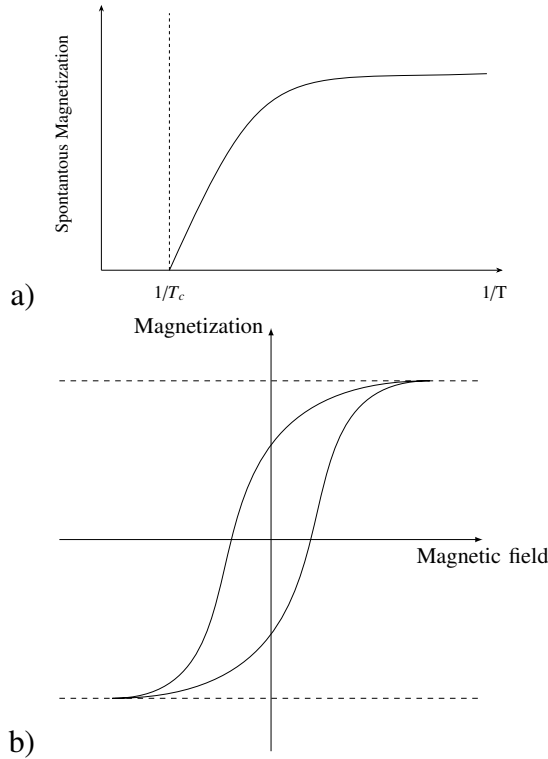 Spontantous Magnetization
a)
1/T_c
1/T
Magnetization
Magnetic field
b)